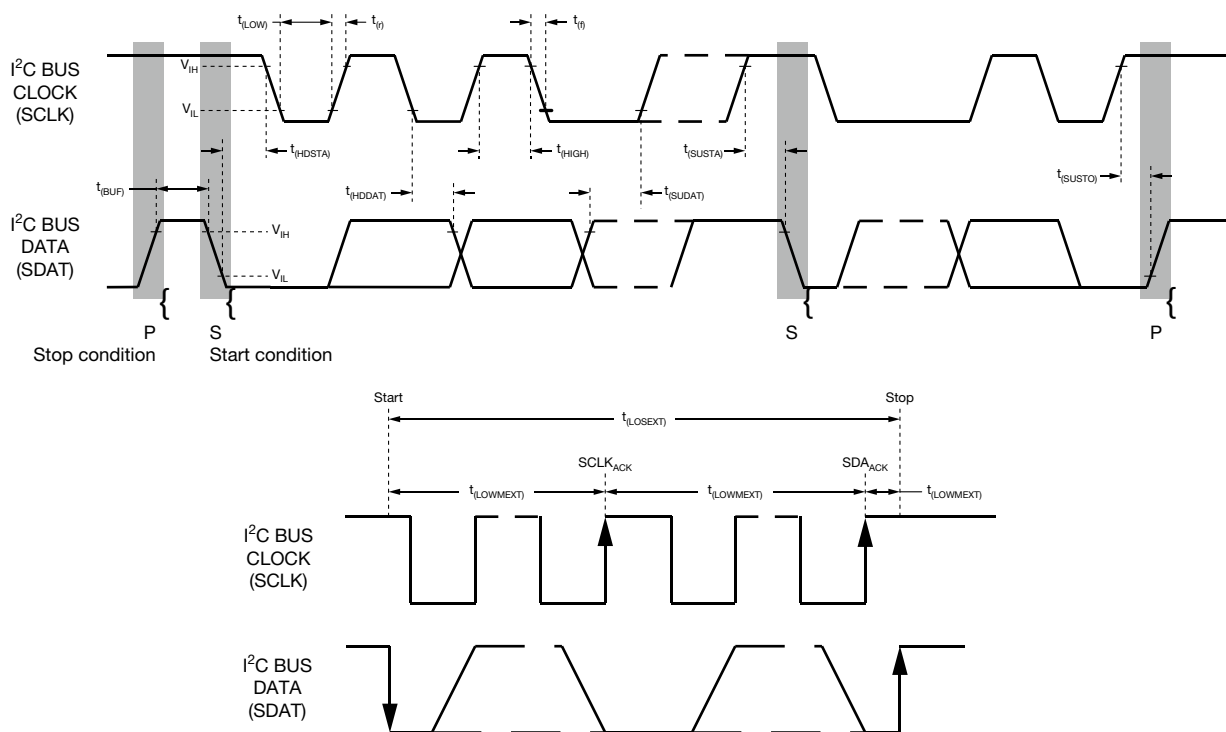 t(LOW)
t(r)
t(f)
I²C BUS
CLOCK
(SCLK)
VIH
VIL
t(HDSTA)
t(HIGH)
t(SUSTA)
t(SUSTO)
t(BUF)
t(HDDAT)
t(SUDAT)
I²C BUS
DATA
(SDAT)
VIH
VIL
{
{
{
{
P
S
S
P
Stop condition
Start condition
Start
Stop
t(LOSEXT)
SCLKACK
SDAACK
t(LOWMEXT)
t(LOWMEXT)
t(LOWMEXT)
I²C BUS
CLOCK
(SCLK)
I²C BUS
DATA
(SDAT)